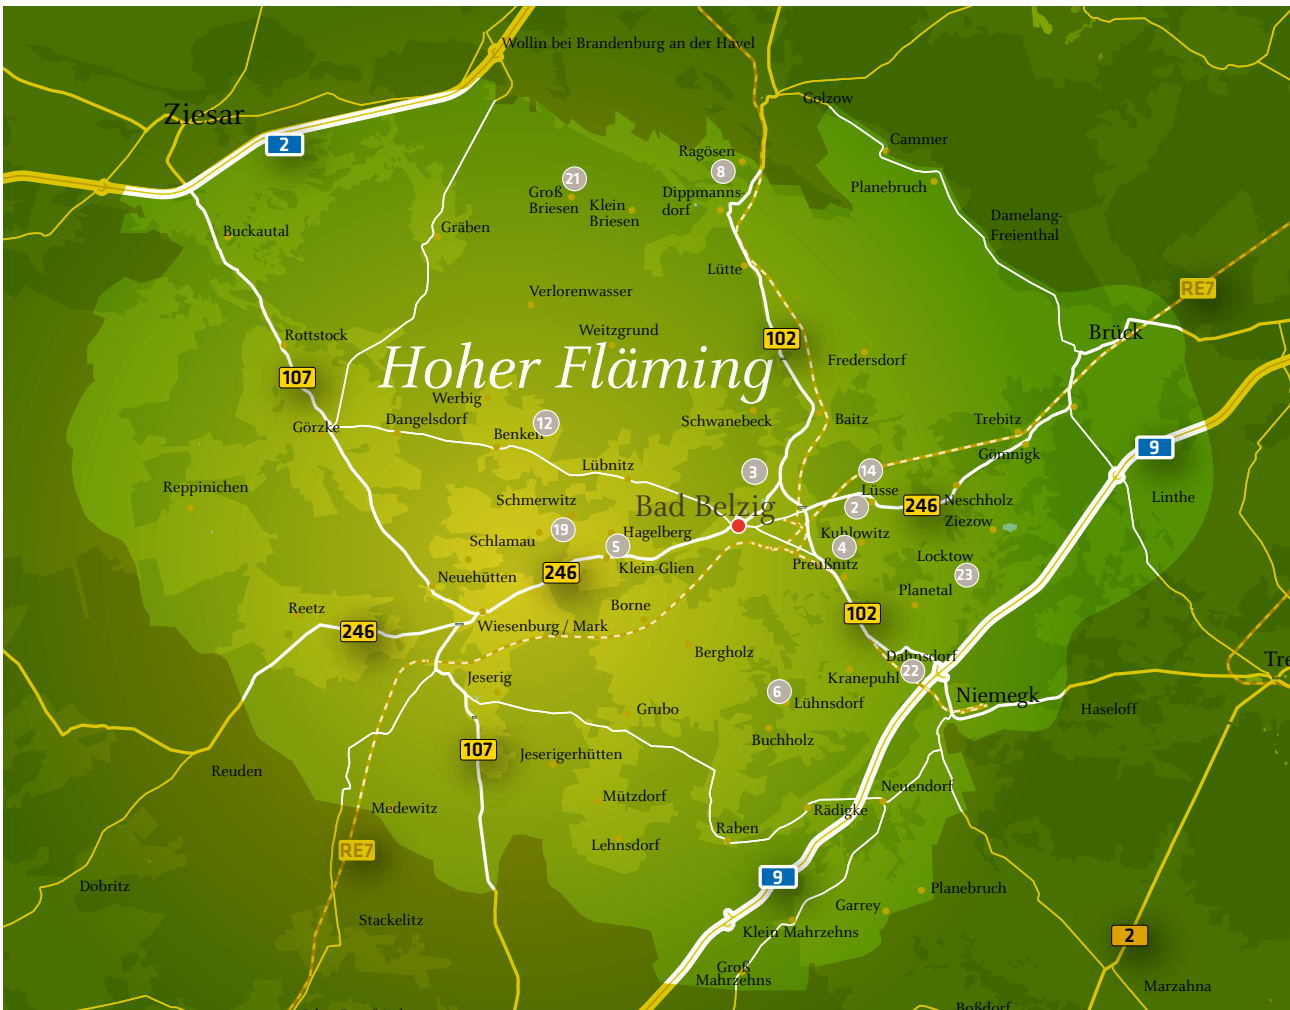 Wollin bei Brandenburg an der Havel
Ziesar
2
Golzow
Cammer
Planebruch
Ragösen
8
21
Groß
Briesen
Klein
Briesen
Dippmanns-
dorf
Damelang-
Freienthal
Buckautal
Gräben
Lütte
RE7
Verlorenwasser
Weitzgrund
Rottstock
102
Brück
Hoher Fläming
Fredersdorf
107
Werbig
Dangelsdorf
Görzke
12
Benken
Schwanebeck
Baitz
Trebitz
Gömnigk
9
Lübnitz
3
14
Reppinichen
Schmerwitz
Bad Belzig
Lüsse
2
246
Neschholz
Ziezow
Linthe
19
Schlamau
5
Hagelberg
Kuhlowitz
4
Preußnitz
Locktow
23
Planetal
Neuehütten
246
Klein-Glien
Reetz
246
Borne
102
Wiesenburg / Mark
Bergholz
Dahnsdorf
22
Kranepuhl
Tre
Jeserig
6
Lühnsdorf
Niemegk
Haseloff
Grubo
Buchholz
107
Jeserigerhütten
Reuden
Medewitz
Mützdorf
Neuendorf
Rädigke
Raben
RE7
Lehnsdorf
9
Dobritz
Planebruch
Garrey
Stackelitz
Klein Mahrzehns
2
Groß
Mahrzehns
Marzahna
Boßdorf